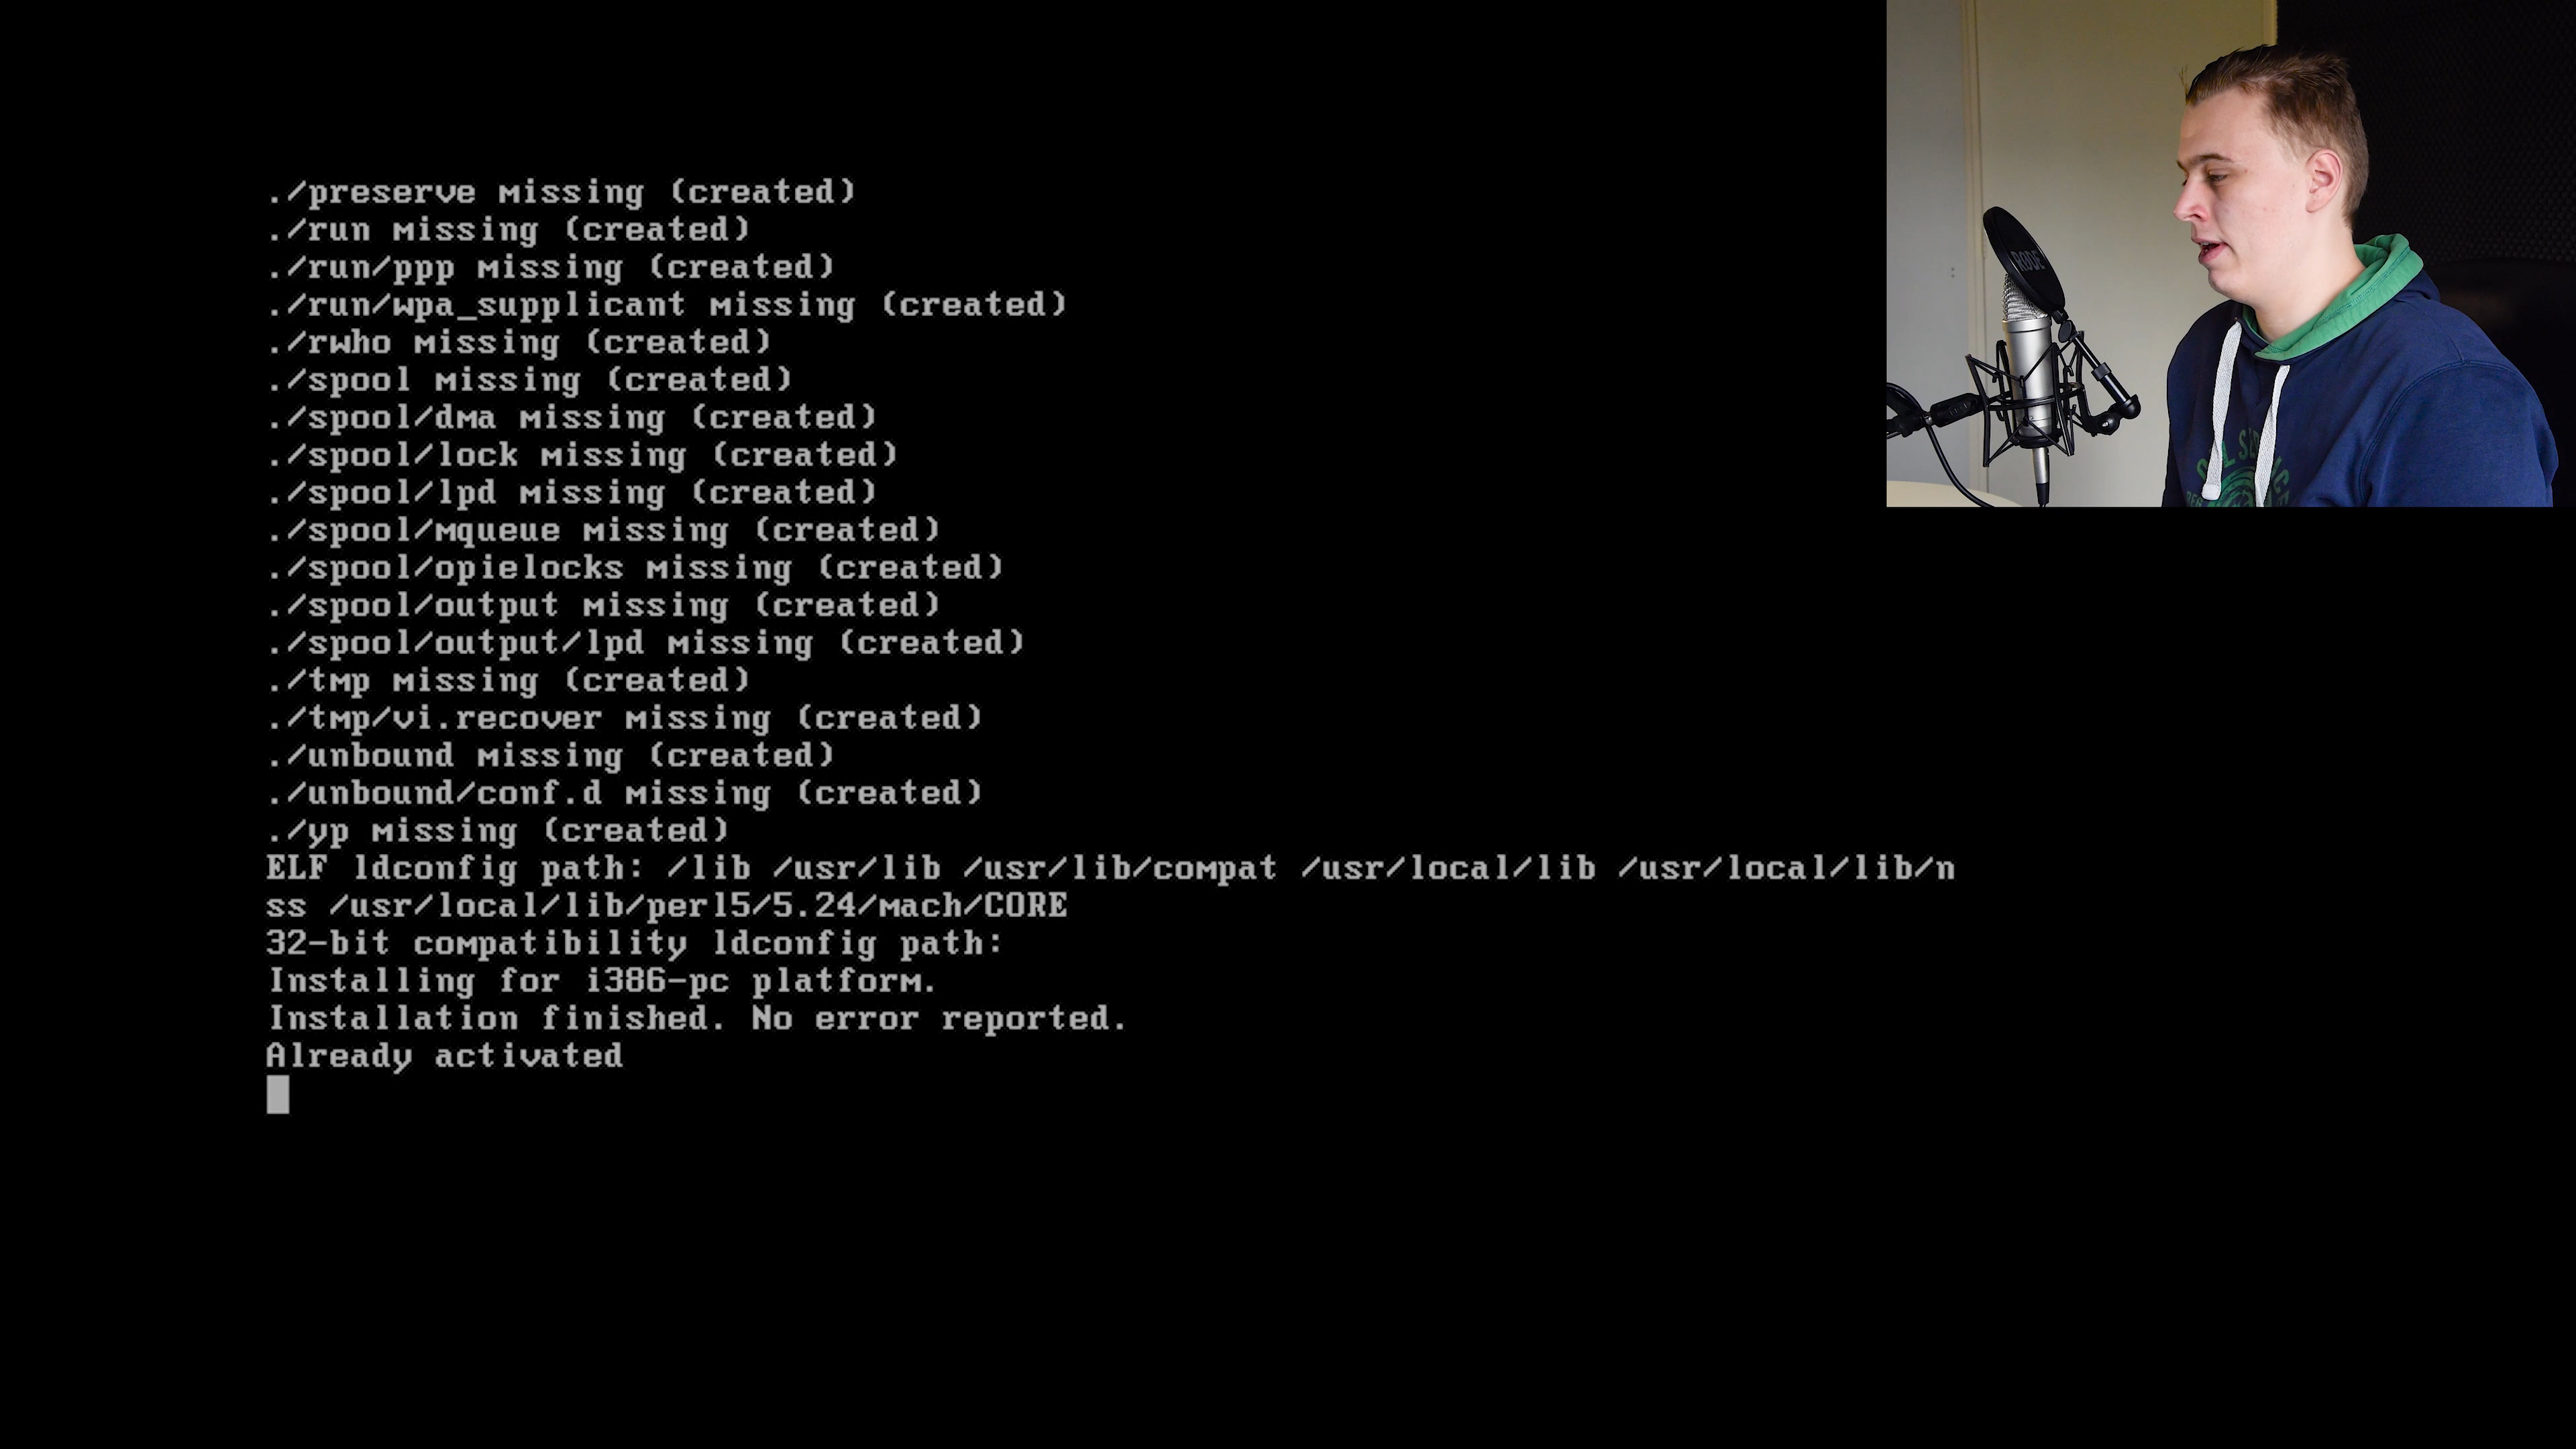 ./preserve missing (created)
./run missing (created)
./run/ppp missing (created)
./run/wpa_supplicant missing (created)
./rwho missing (created)
./spool missing (created)
./spool/dma missing (created)
./spool/lock missing (created)
./spool/lpd missing (created)
./spool/mqueue missing (created)
./spool/opielocks missing (created)
./spool/output missing (created)
./spool/output/lpd missing (created)
./tmp missing (created)
./tmp/vi.recover missing (created)
./unbound missing (created)
./unbound/conf.d missing (created)
./yp missing (created)
ELF ldconfig path: /lib /usr/lib /usr/lib/compat /usr/local/lib /usr/local/lib/n
ss /usr/local/lib/perl5/5.24/mach/CORE
32-bit compatibility ldconfig path:
Installing for i386-pc platform.
Installation finished. No error reported.
Already activated
RØDE